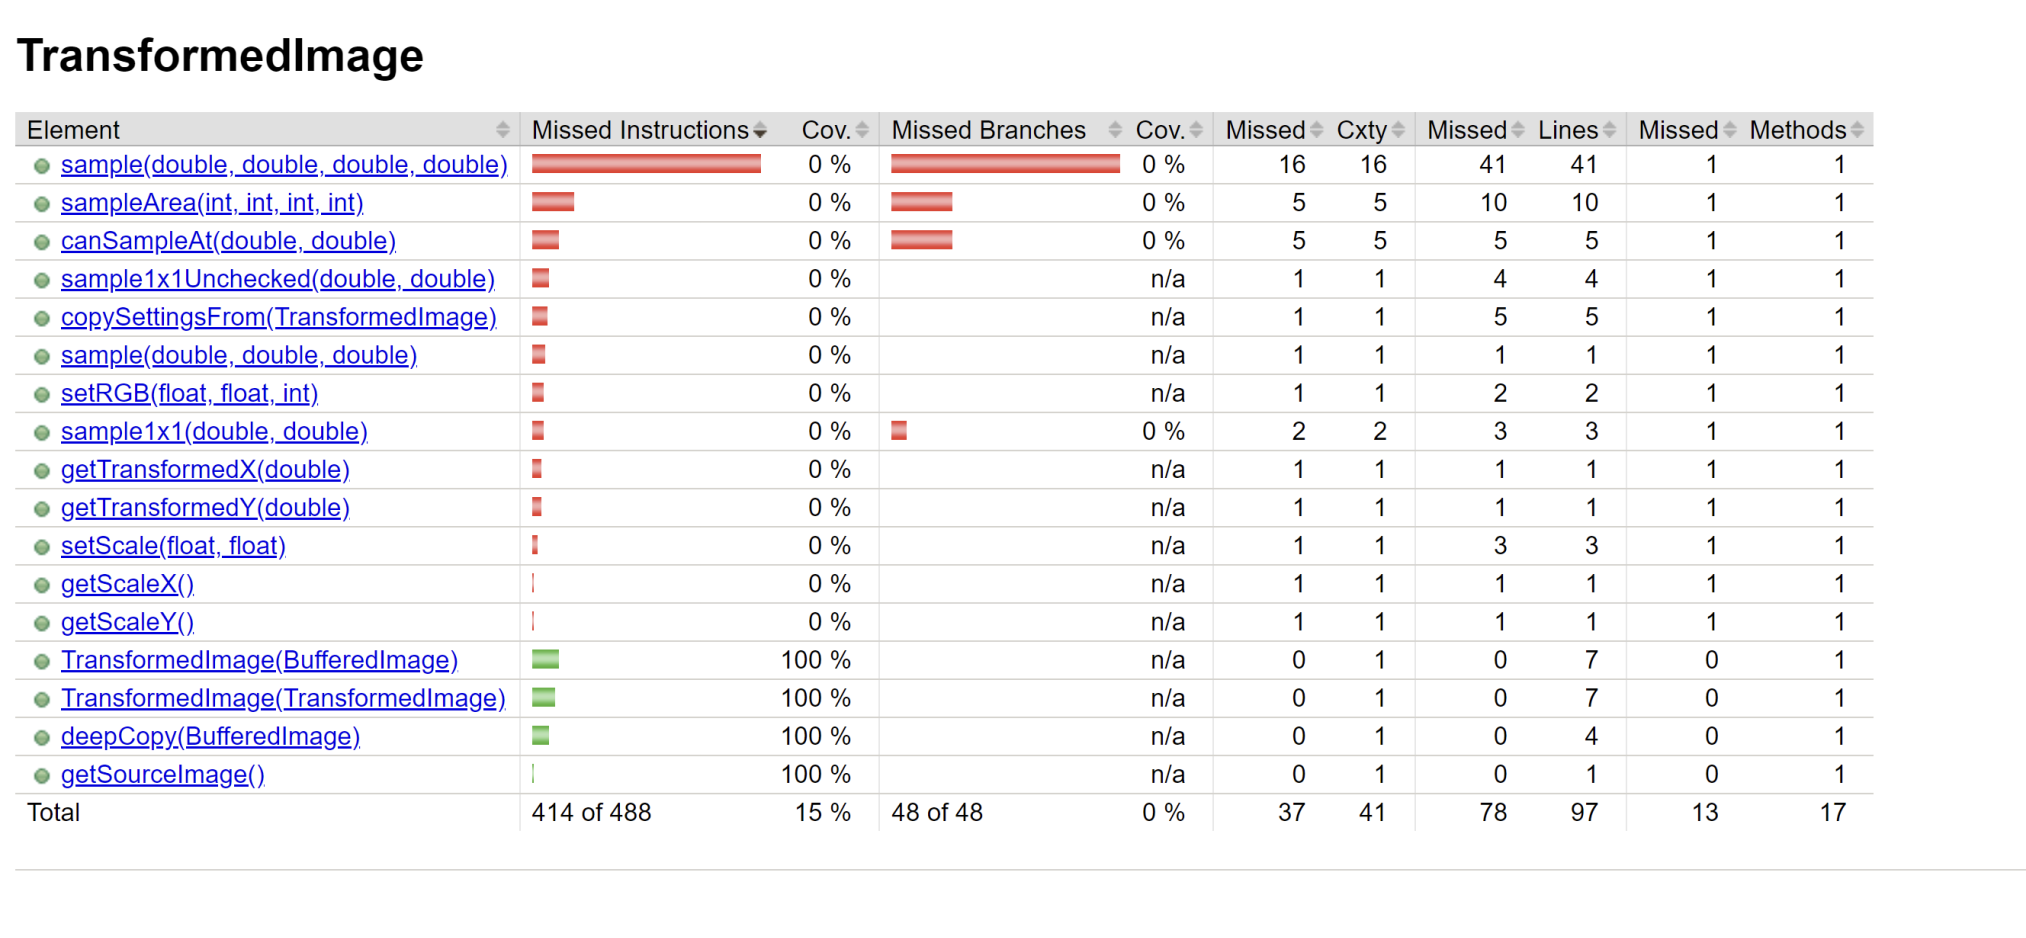 TransformedImage
Element Missed Instructions Cov. Missed Branches Cov. Missed Cxty Missed Lines Missed Methods
sample(double, double, double, double) 0 % 0 % 16 16 41 41 1 1
sampleArea(int, int, int, int) 0 % 0 % 5 5 10 10 1 1
canSampleAt(double, double) 0 % 0 % 5 5 5 5 1 1
sample1x1Unchecked(double, double) 0 % n/a 1 1 4 4 1 1
copySettingsFrom(TransformedImage) 0 % n/a 1 1 5 5 1 1
sample(double, double, double) 0 % n/a 1 1 1 1 1 1
setRGB(float, float, int) 0 % n/a 1 1 2 2 1 1
sample1x1(double, double) 0 % 0 % 2 2 3 3 1 1
getTransformedX(double) 0 % n/a 1 1 1 1 1 1
getTransformedY(double) 0 % n/a 1 1 1 1 1 1
setScale(float, float) 0 % n/a 1 1 3 3 1 1
getScaleX() 0 % n/a 1 1 1 1 1 1
getScaleY() 0 % n/a 1 1 1 1 1 1
TransformedImage(BufferedImage) 100 % n/a 0 1 0 7 0 1
TransformedImage(TransformedImage) 100 % n/a 0 1 0 7 0 1
deepCopy(BufferedImage) 100 % n/a 0 1 0 4 0 1
getSourceImage() 100 % n/a 0 1 0 1 0 1
Total 414 of 488 15 % 48 of 48 0 % 37 41 78 97 13 17